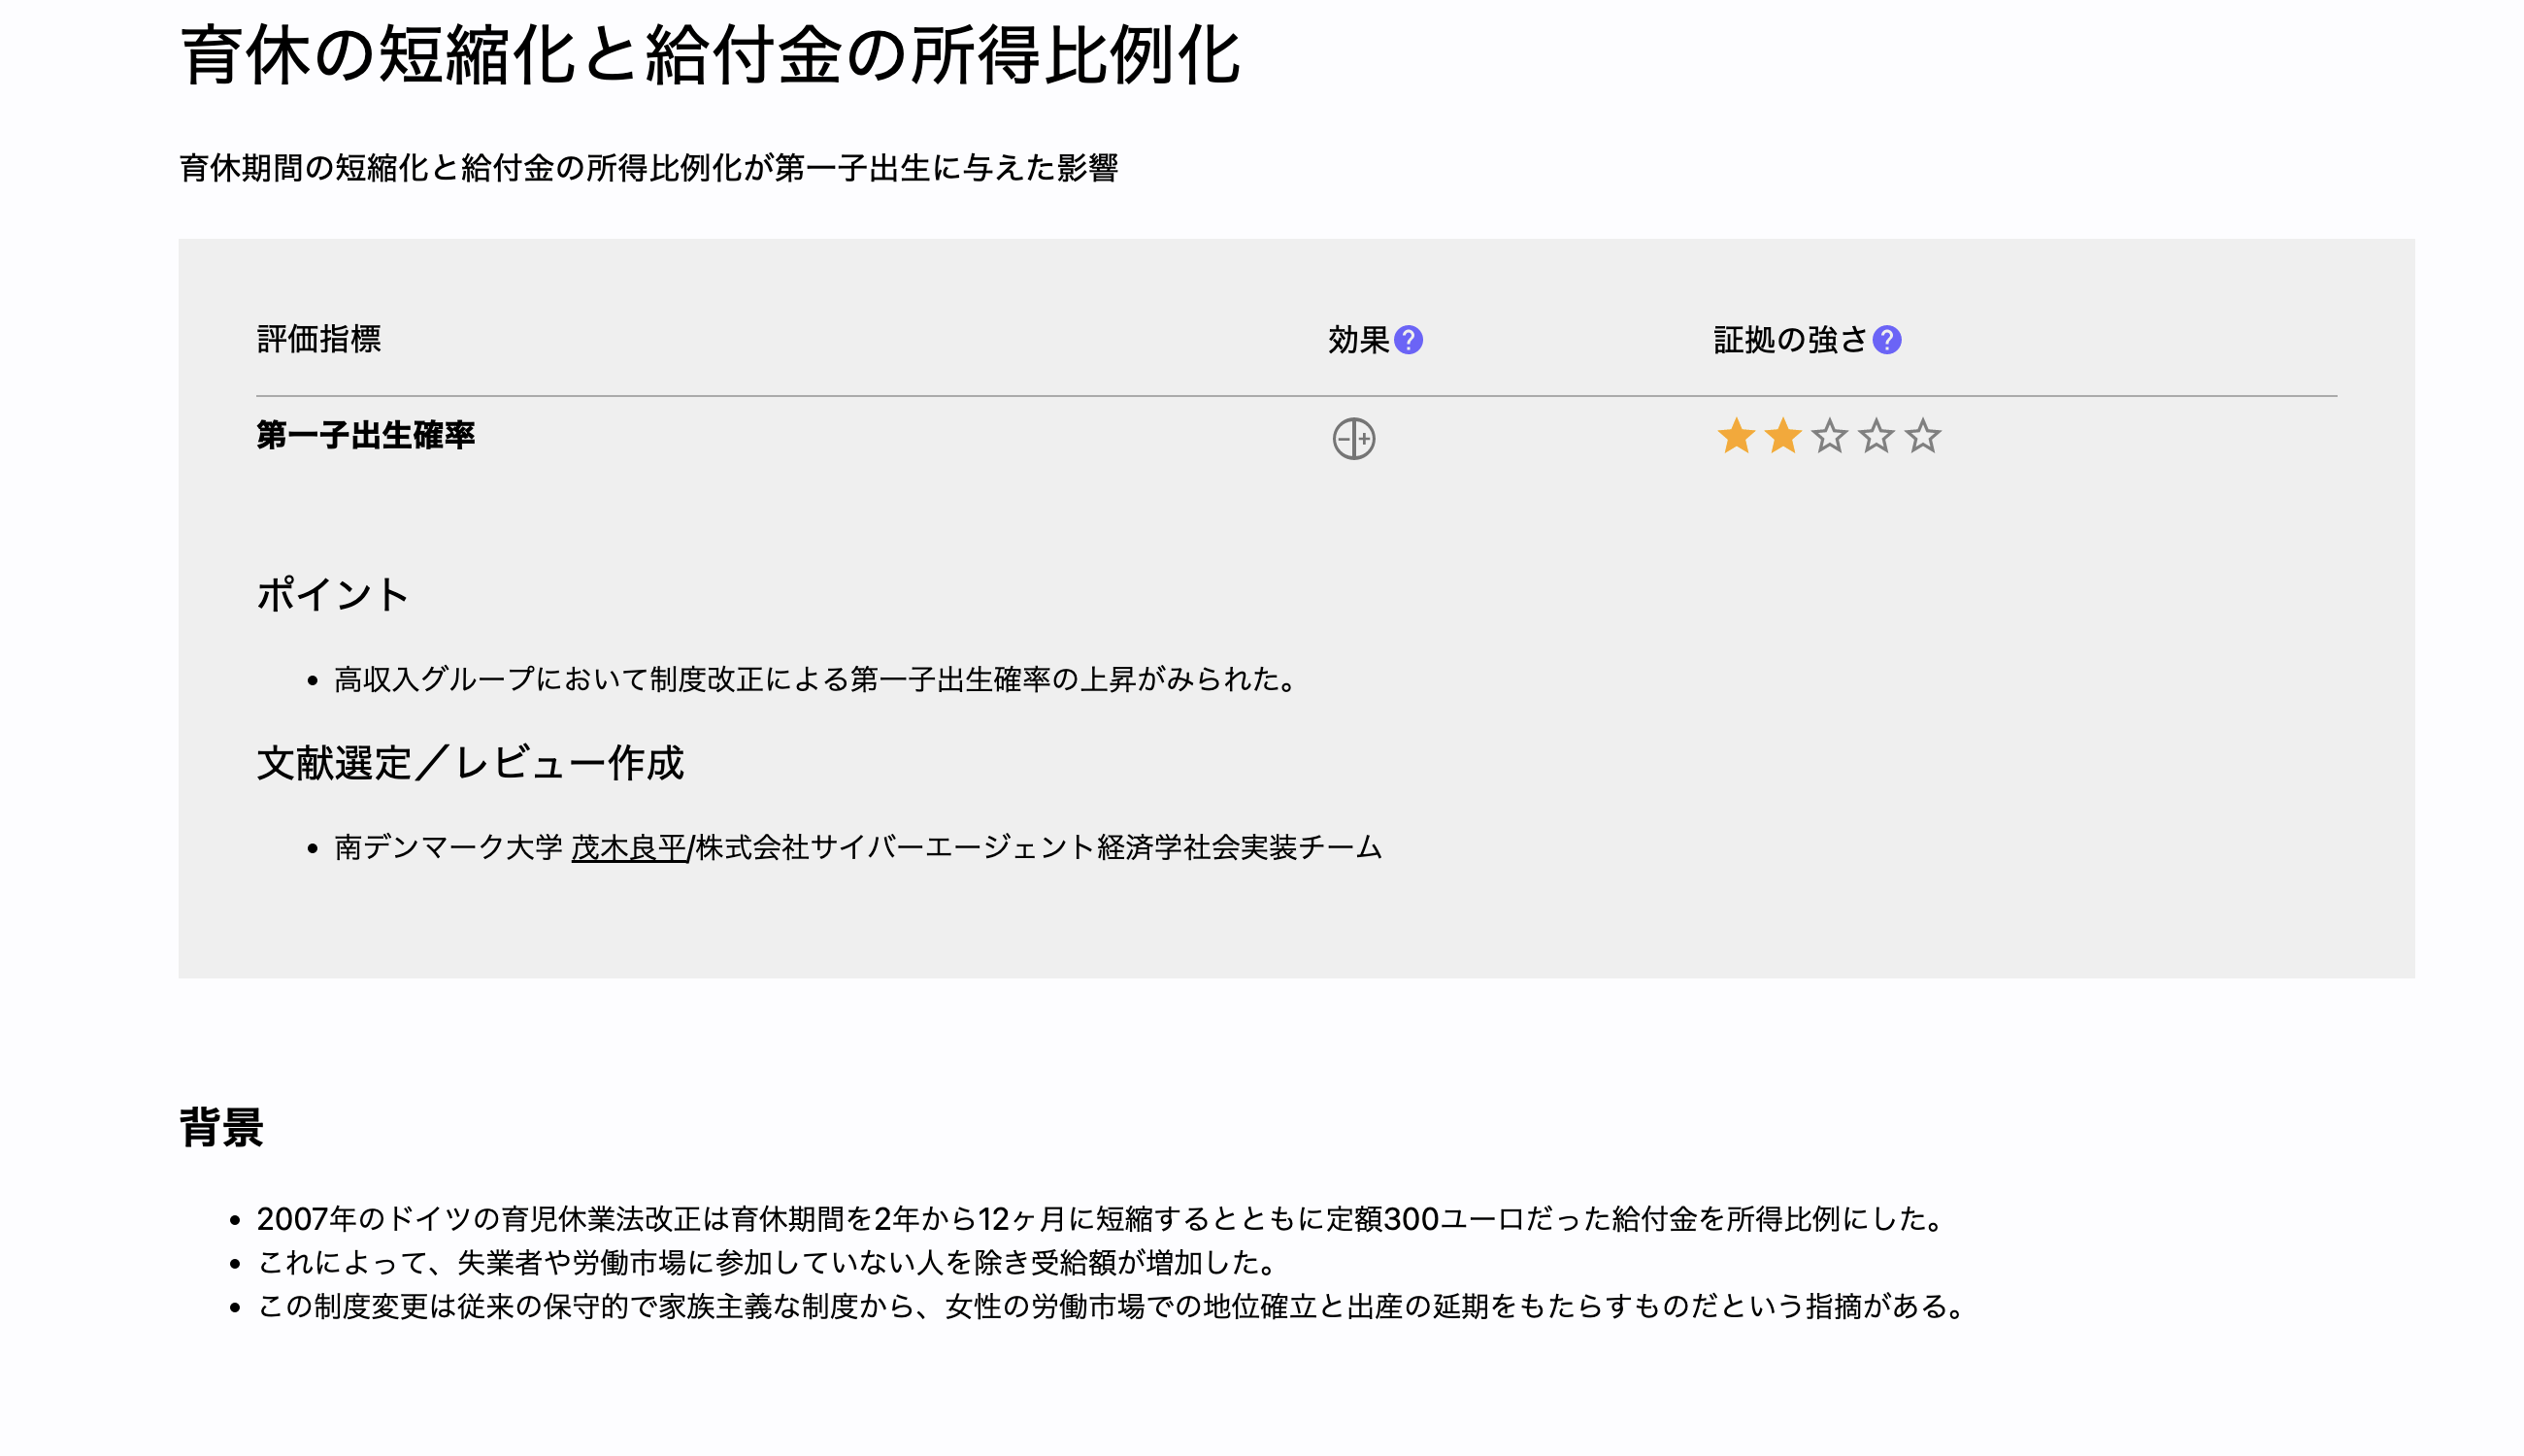 育休の短縮化と給付金の所得比例化
育休期間の短縮化と給付金の所得比例化が第一子出生に与えた影響
評価指標 効果? 証拠の強さ?
第一子出生確率
ポイント
• 高収入グループにおいて制度改正による第一子出生確率の上昇がみられた。
文献選定／レビュー作成
• 南デンマーク大学 茂木良平/株式会社サイバーエージェント経済学社会実装チーム
背景
• 2007年のドイツの育児休業法改正は育休期間を2年から12ヶ月に短縮するとともに定額300ユーロだった給付金を所得比例にした。
• これによって、失業者や労働市場に参加していない人を除き受給額が増加した。
• この制度変更は従来の保守的で家族主義な制度から、女性の労働市場での地位確立と出産の延期をもたらすものだという指摘がある。